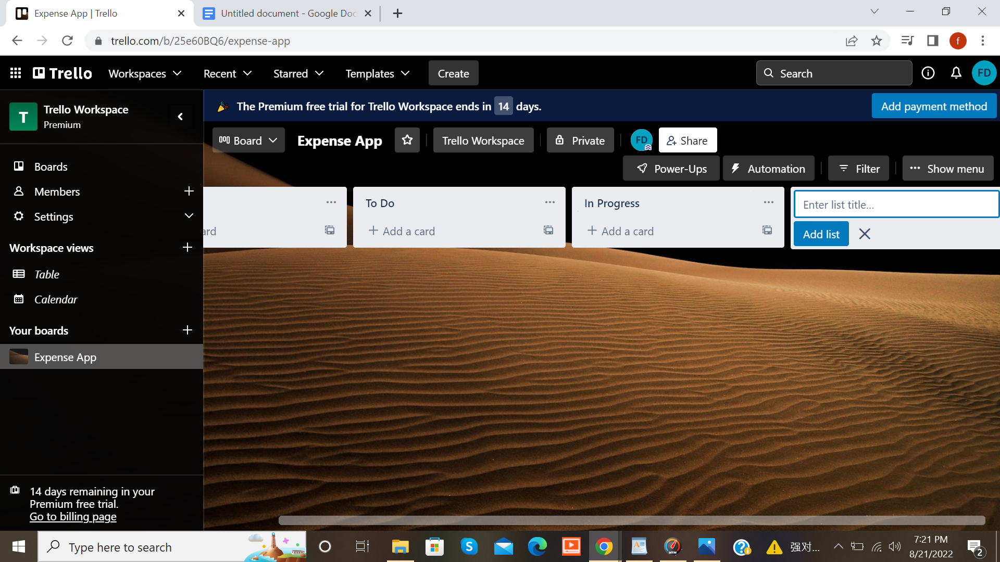 Expense App | Trello
Untitled document - Google Doc
trello.com/b/25e60BQ6/expense-app
f
Trello
Workspaces
Recent
Starred
Templates
Create
Search
FD
T
Trello Workspace
Premium
The Premium free trial for Trello Workspace ends in 14 days.
Add payment method
Board
Expense App
Trello Workspace
Private
FD
Share
Power-Ups
Automation
Filter
Show menu
Boards
Members
Settings
Workspace views
Table
Calendar
Your boards
Expense App
ard
To Do
Add a card
In Progress
Add a card
Enter list title...
Add list
14 days remaining in your
Premium free trial.
Go to billing page
Type here to search
S
WPM
强对...
7:21 PM
8/21/2022
2